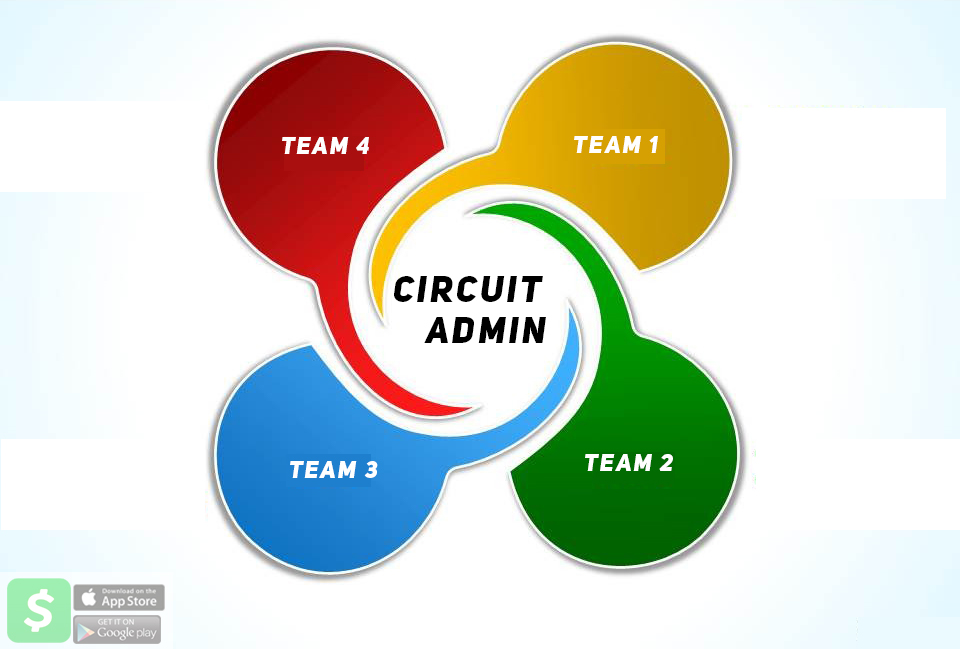 TEAM 4
TEAM 1
CIRCUIT
ADMIN
TEAM 3
TEAM 2
$
Download on the
App Store
GET IT ON
Google play